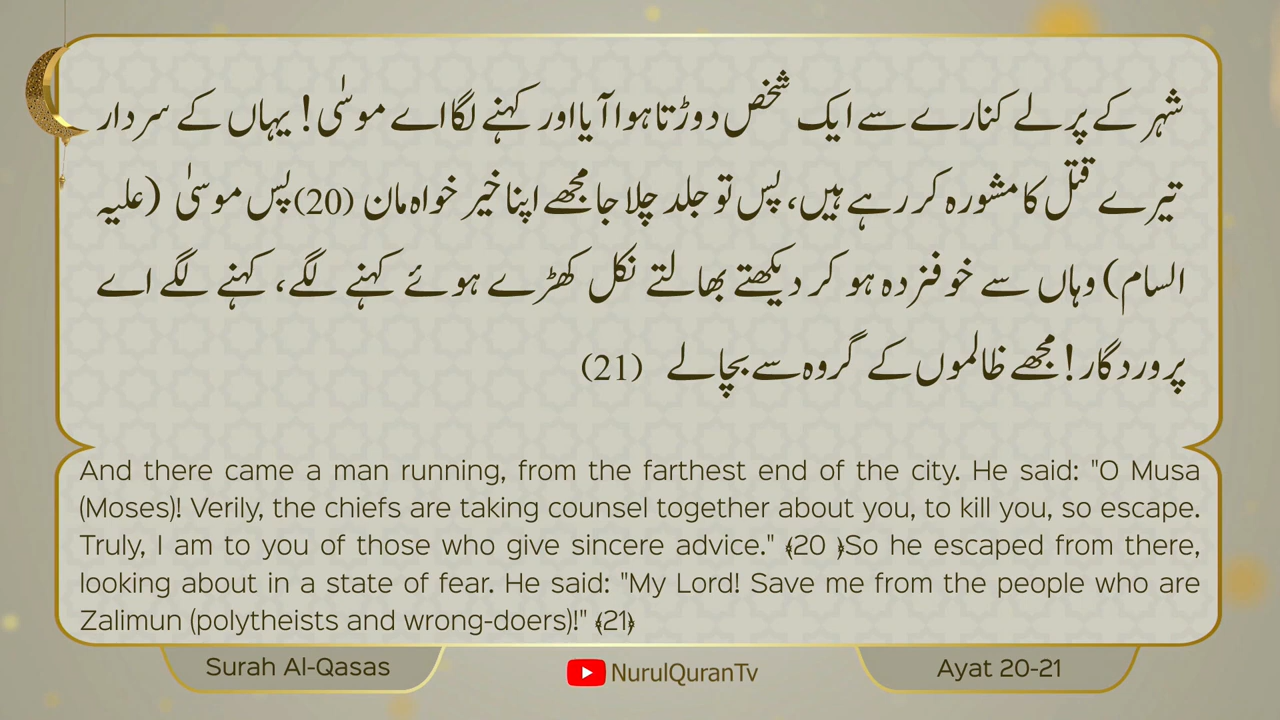 شہر کے پرلے کنارے سے ایک شخص دوڑتا ہوا آیا اور کہنے لگا اے موسٰی! یہاں کے سردار
تیرے قتل کا مشورہ کر رہے ہیں، پس تو جلد چلا جا مجھے اپنا خیر خواہ مان (20) پس موسیٰ (علیہ
السام) وہاں سے خوفزدہ ہو کر دیکھتے بھالتے نکل کھڑے ہوئے کہنے لگے، کہنے لگے اے
پروردگار! مجھے ظالموں کے گروہ سے بچا لے (21)
And there came a man running, from the farthest end of the city. He said: "O Musa
(Moses)! Verily, the chiefs are taking counsel together about you, to kill you, so escape.
Truly, I am to you of those who give sincere advice." ﴾20 ﴿So he escaped from there,
looking about in a state of fear. He said: "My Lord! Save me from the people who are
Zalimun (polytheists and wrong-doers)!" ﴾21﴿
Surah Al-Qasas
NurulQuranTv
Ayat 20-21